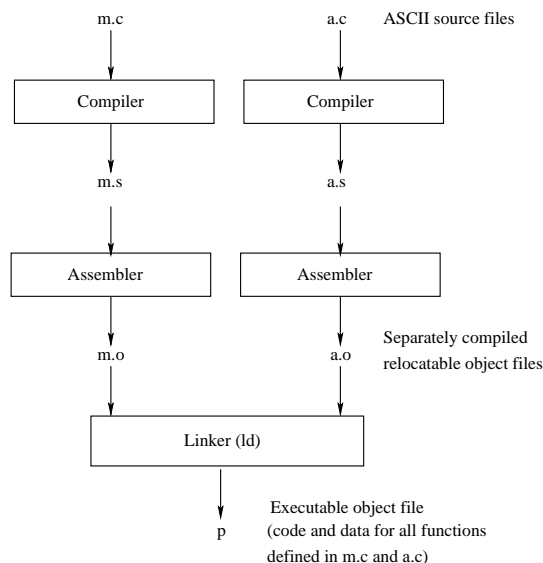 m.c
a.c
ASCII source files
Compiler
Compiler
m.s
a.s
Assembler
Assembler
m.o
a.o
Separately compiled
relocatable object files
Linker (ld)
p
Executable object file
(code and data for all functions
defined in m.c and a.c)